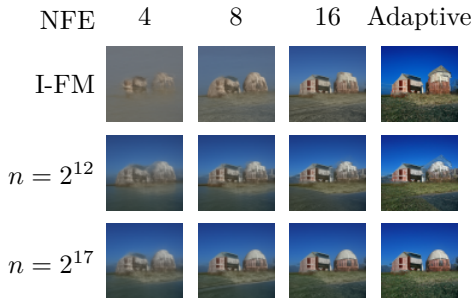 NFE 4 8 16 Adaptive
I-FM
n = 2^12
n = 2^17